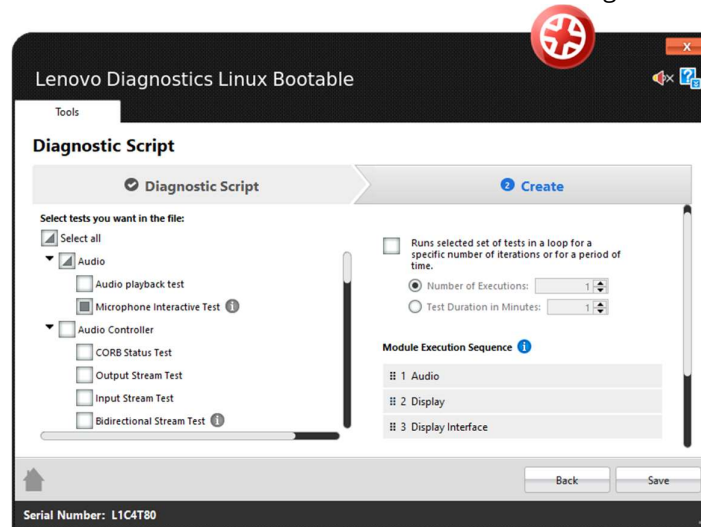 X
Lenovo Diagnostics Linux Bootable
Tools
Diagnostic Script
Diagnostic Script
2 Create
Select tests you want in the file:
Select all
Audio
Audio playback test
Microphone Interactive Test
Audio Controller
CORB Status Test
Output Stream Test
Input Stream Test
Bidirectional Stream Test
Runs selected set of tests in a loop for a
specific number of iterations or for a period of
time.
Number of Executions: 1
Test Duration in Minutes: 1
Module Execution Sequence
1 Audio
2 Display
3 Display Interface
Back
Save
Serial Number: L1C4T80